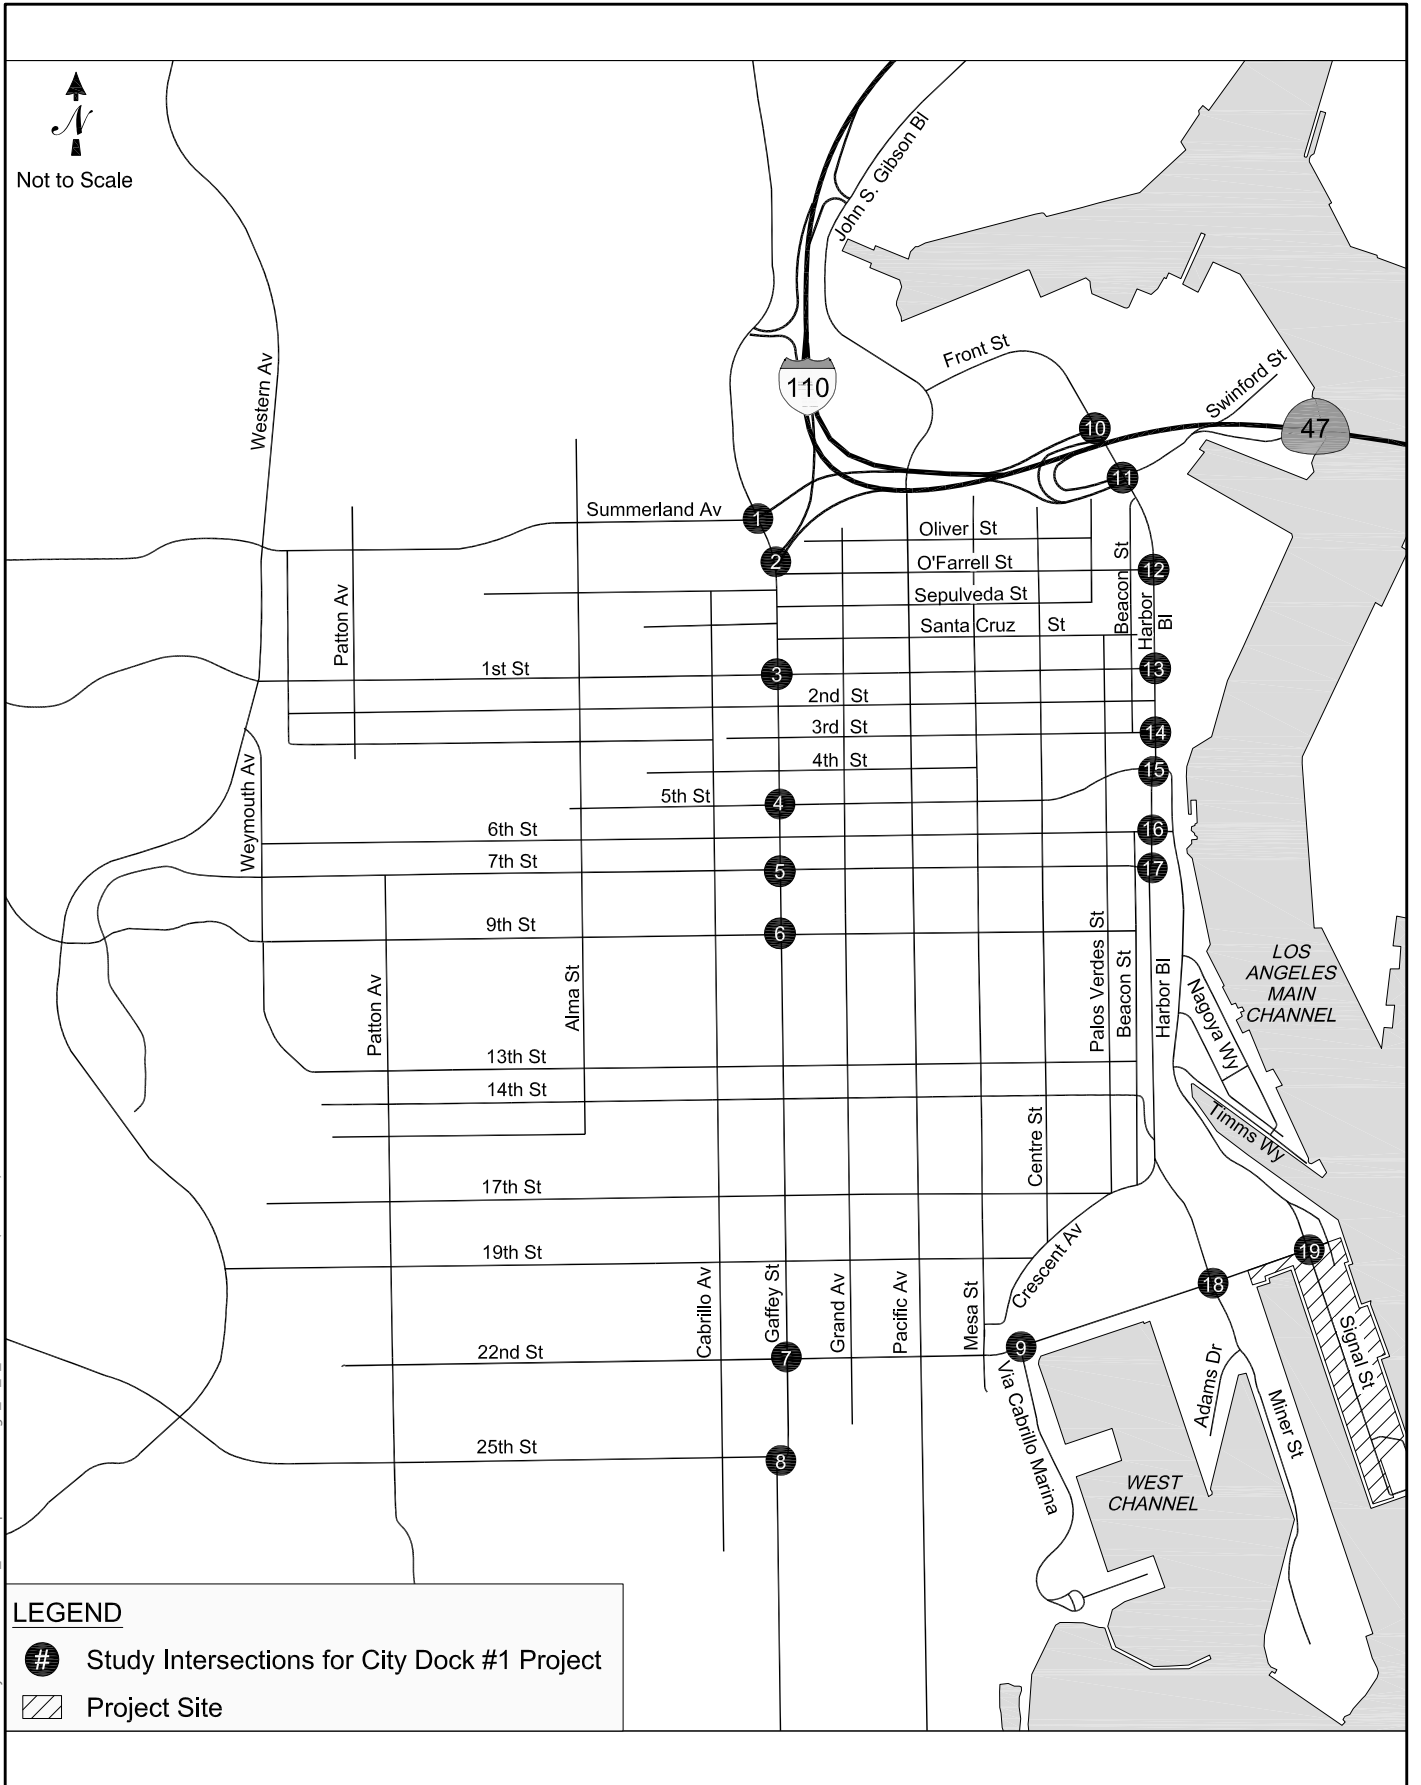 N
Not to Scale
John S. Gibson Bl
Front St
Swinford St
Western Av
110
47
10
11
Summerland Av
1
2
Oliver St
O'Farrell St
12
Sepulveda St
Santa Cruz St
Beacon St
Harbor Bl
Patton Av
1st St
3
13
2nd St
3rd St
14
4th St
15
5th St
4
Weymouth Av
6th St
16
7th St
5
17
9th St
6
Patton Av
Alma St
Palos Verdes St
Beacon St
Harbor Bl
Nagoya Wy
LOS
ANGELES
MAIN
CHANNEL
13th St
14th St
Timms Wy
Centre St
17th St
19th St
Crescent Av
19
18
Cabrillo Av
Gaffey St
Grand Av
Pacific Av
Mesa St
22nd St
7
9
Via Cabrillo Marina
Adams Dr
Miner St
Signal St
25th St
8
WEST
CHANNEL
LEGEND
# Study Intersections for City Dock #1 Project
Project Site